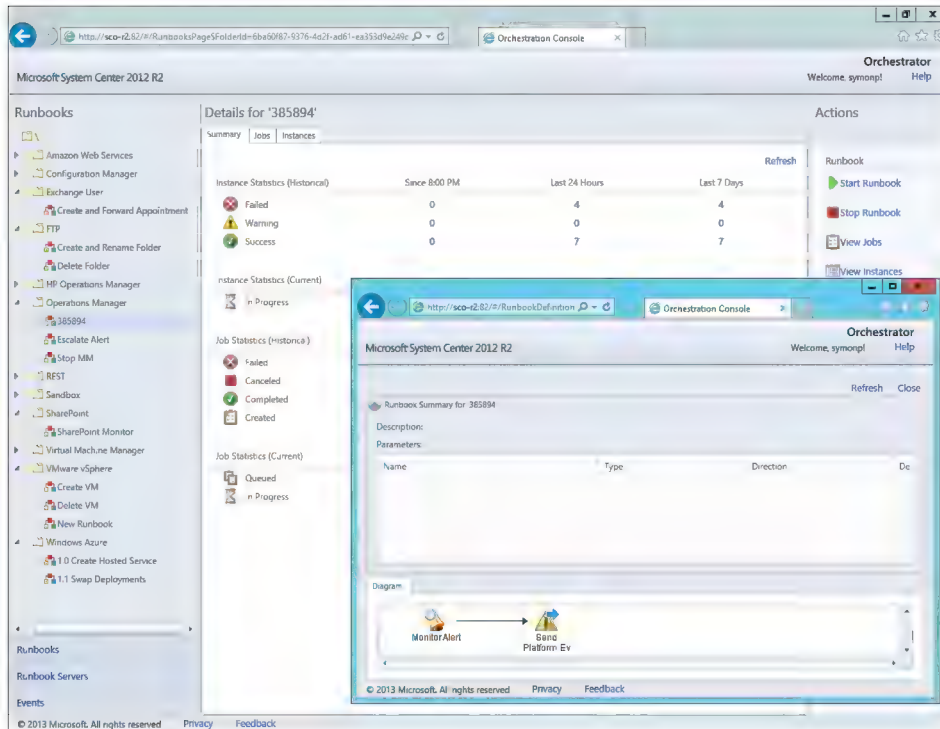 http://sco-r2:82/#/RunbooksPage$FolderId=6ba60f87-9376-4d2f-ad61-ea353d9e249c
Orchestration Console
Orchestrator
Microsoft System Center 2012 R2
Welcome, symonp!
Help
Runbooks
\
Amazon Web Services
Configuration Manager
Exchange User
Create and Forward Appointment
FTP
Create and Rename Folder
Delete Folder
HP Operations Manager
Operations Manager
385894
Escalate Alert
Stop MM
REST
Sandbox
SharePoint
SharePoint Monitor
Virtual Machine Manager
VMware vSphere
Create VM
Delete VM
New Runbook
Windows Azure
1.0 Create Hosted Service
1.1 Swap Deployments
Runbooks
Runbook Servers
Events
Details for '385894'
Summary Jobs Instances
Refresh
Instance Statistics (Historical) Since 8:00 PM Last 24 Hours Last 7 Days
Failed 0 4 4
Warning 0 0 0
Success 0 7 7
Instance Statistics (Current)
In Progress
Job Statistics (Historical)
Failed
Canceled
Completed
Created
Job Statistics (Current)
Queued
In Progress
Actions
Runbook
Start Runbook
Stop Runbook
View Jobs
View Instances
http://sco-r2:82/#/RunbookDefinition
Orchestration Console
Orchestrator
Microsoft System Center 2012 R2
Welcome, symonp!
Help
Refresh Close
Runbook Summary for 385894
Description:
Parameters:
Name Type Direction De
Diagram
MonitorAlert
Send
Platform Ev
© 2013 Microsoft. All rights reserved Privacy Feedback
© 2013 Microsoft. All rights reserved Privacy Feedback